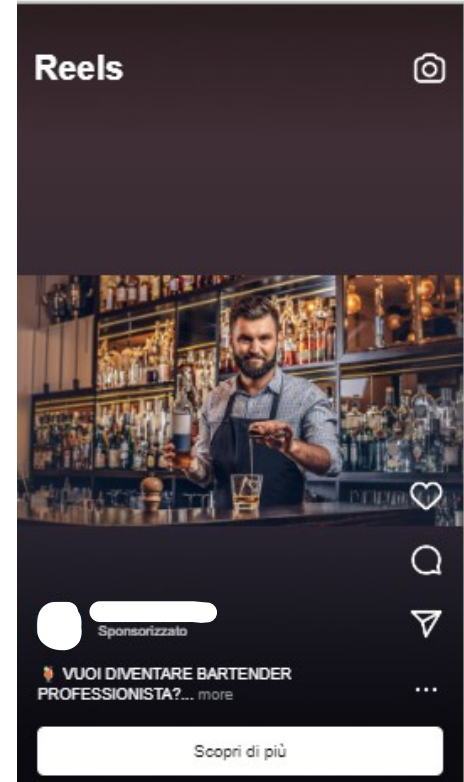 Reels
Sponsorizzato
🍹 VUOI DIVENTARE BARTENDER
PROFESSIONISTA?... more
Scopri di più